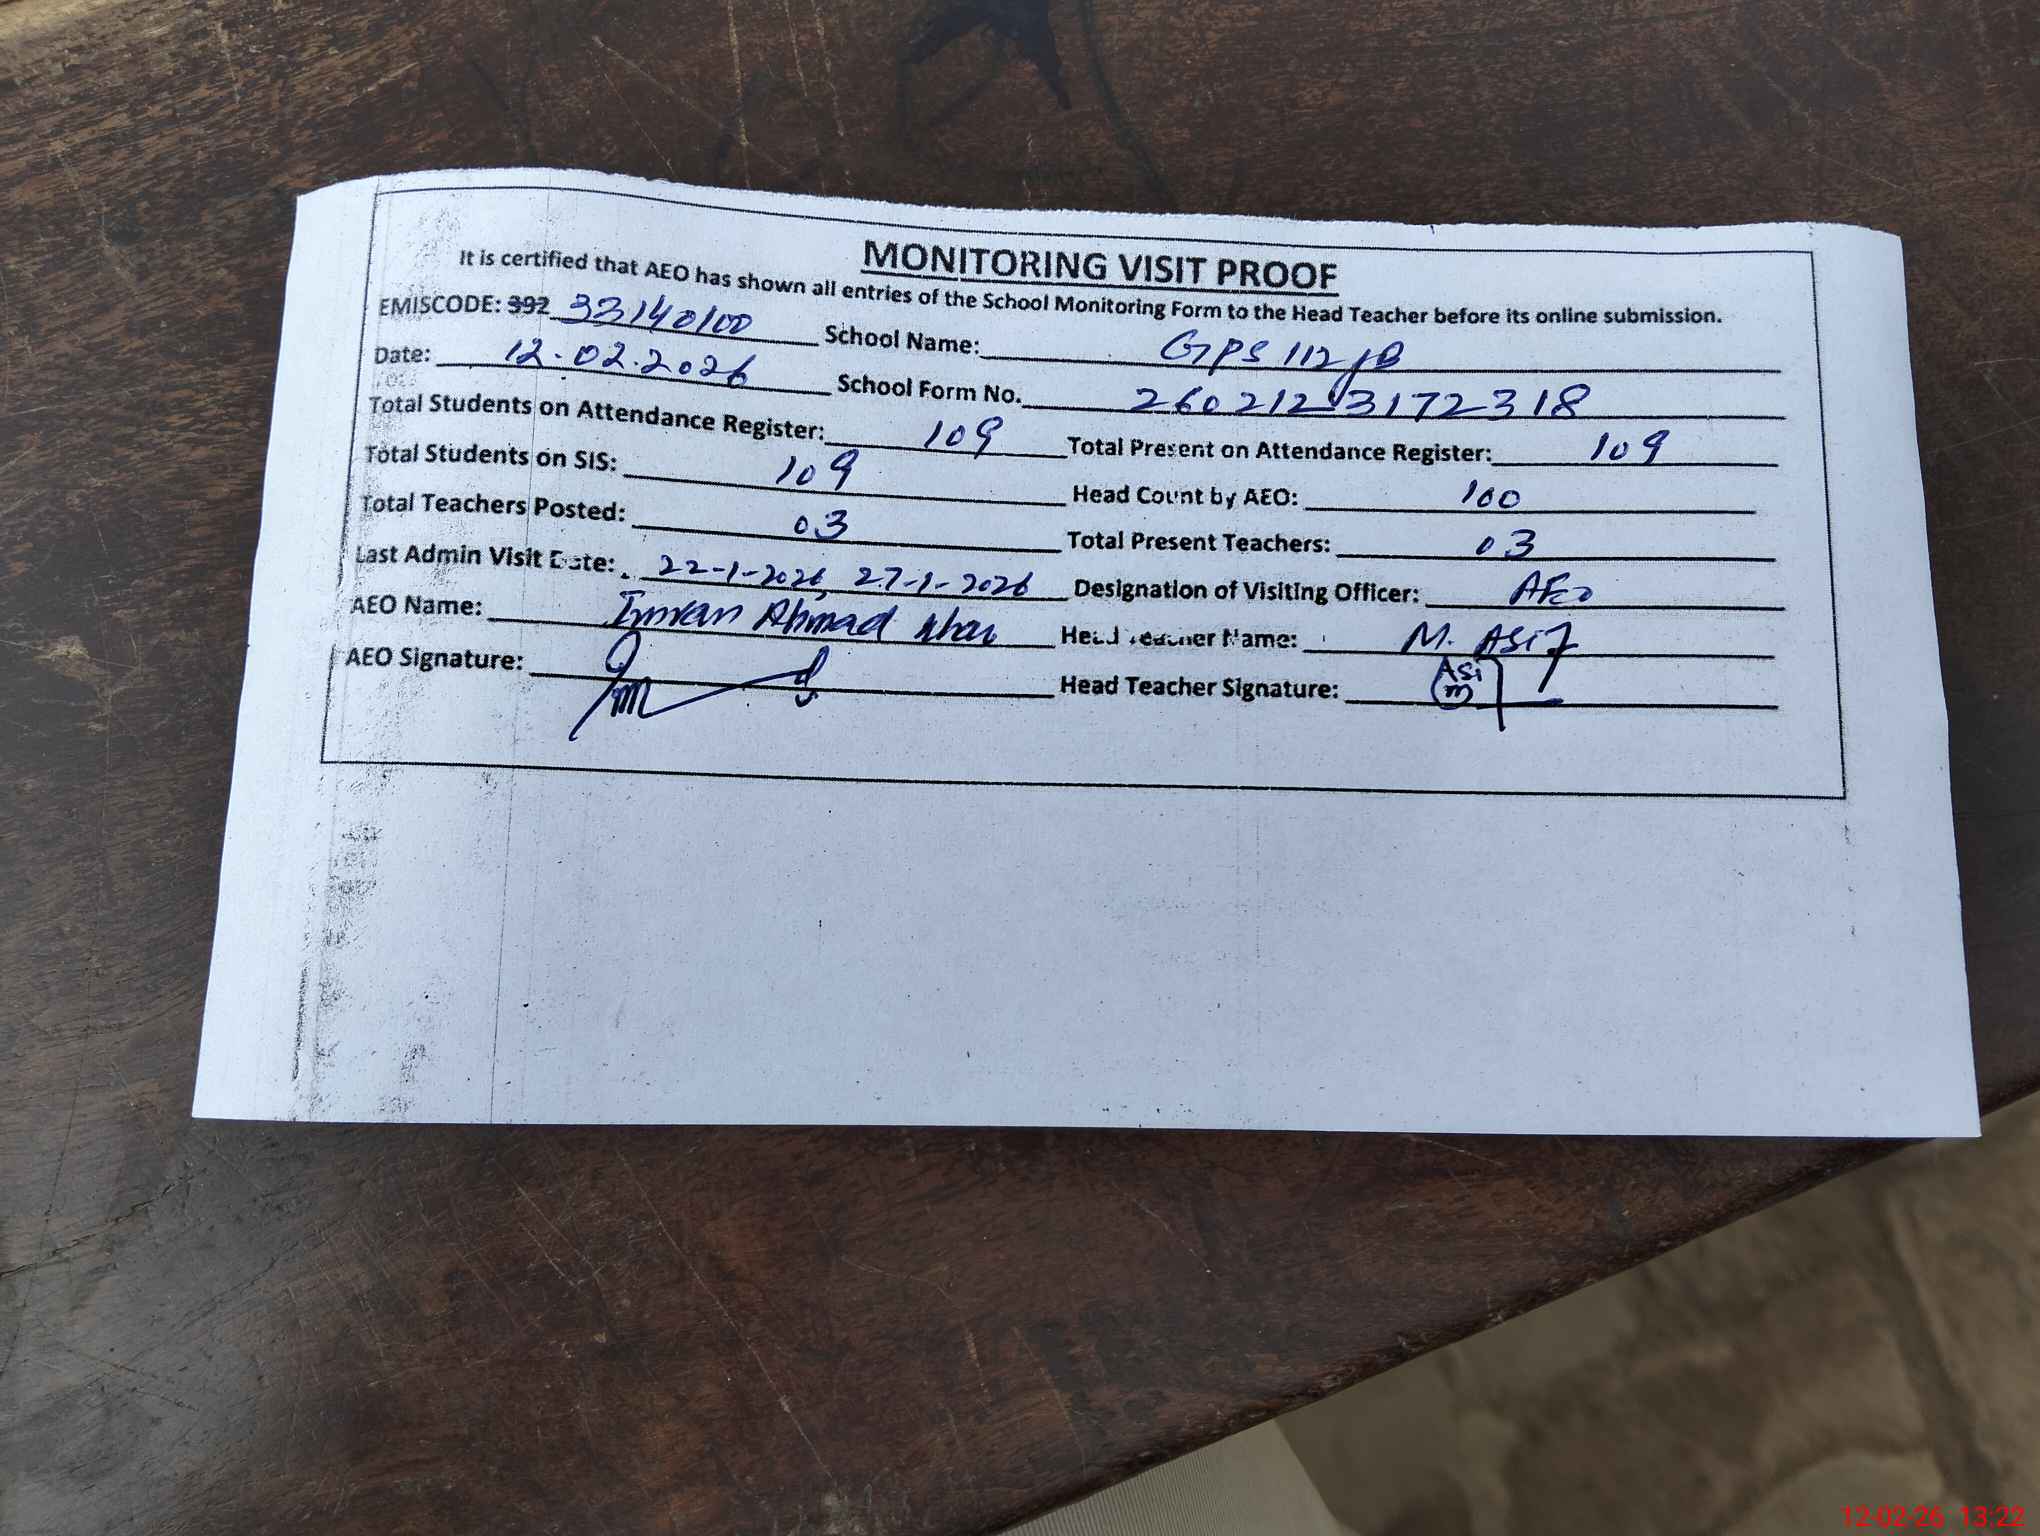 MONITORING VISIT PROOF
It is certified that AEO has shown all entries of the School Monitoring Form to the Head Teacher before its online submission.
EMISCODE: 392 33140100 School Name: GPS 112 JB
Date: 12.02.2026 School Form No. 260212 3172318
Total Students on Attendance Register: 109 Total Present on Attendance Register: 109
Total Students on SIS: 109 Head Count by AEO: 100
Total Teachers Posted: 03 Total Present Teachers: 03
Last Admin Visit Date: 22-1-2026, 27-1-2026 Designation of Visiting Officer: AEO
AEO Name: Imran Ahmad Khan Head Teacher Name: M. Asif
AEO Signature: Head Teacher Signature: Asif
12-02-26 13:22